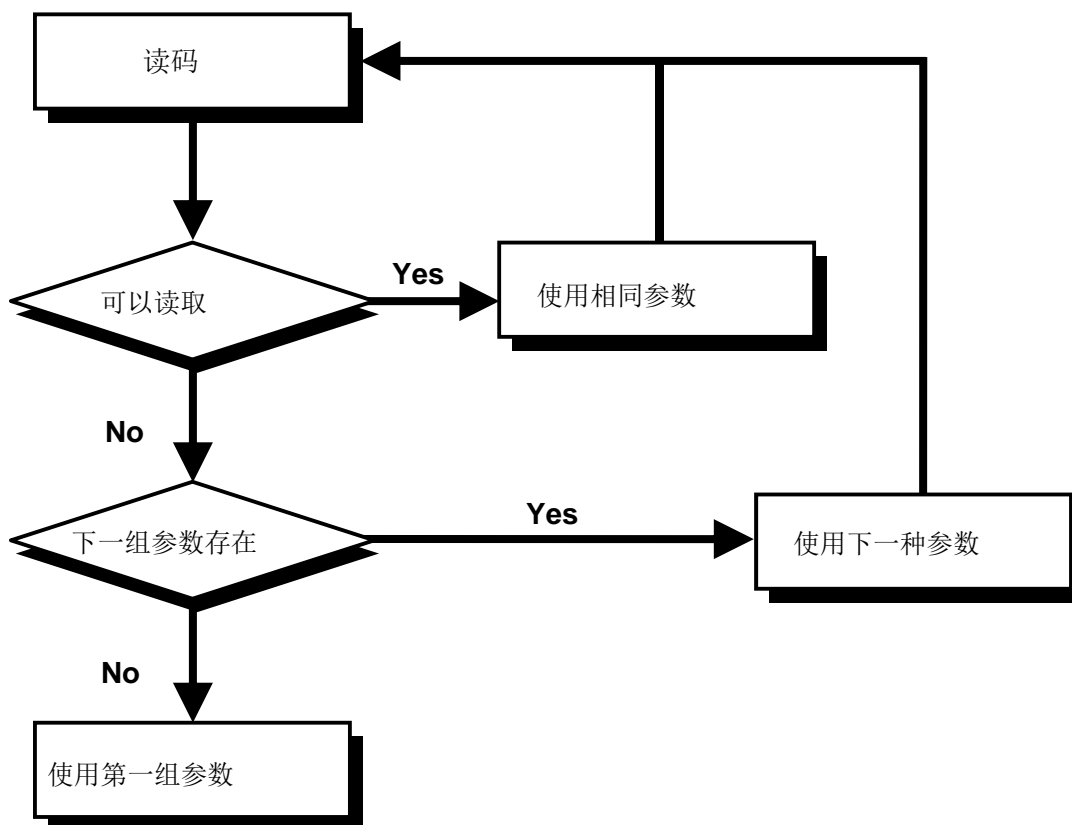 读码
可以读取
Yes
使用相同参数
No
下一组参数存在
Yes
使用下一种参数
No
使用第一组参数